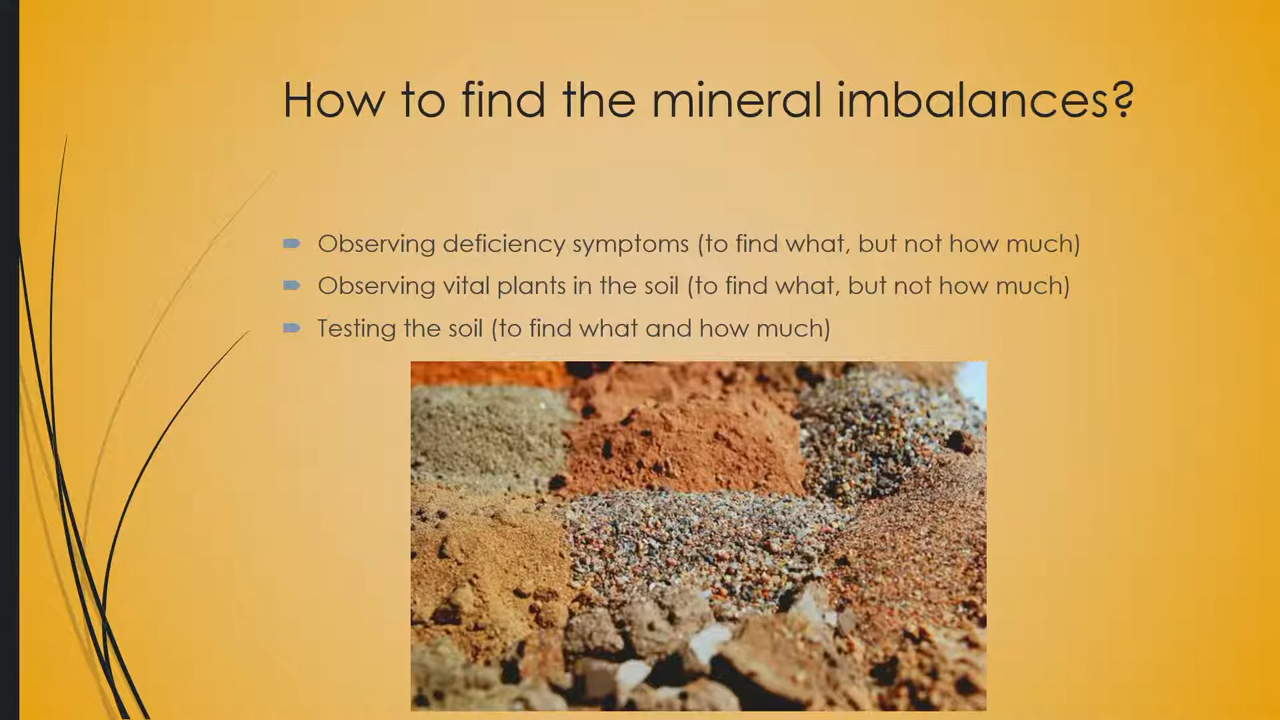 How to find the mineral imbalances?
Observing deficiency symptoms (to find what, but not how much)
Observing vital plants in the soil (to find what, but not how much)
Testing the soil (to find what and how much)